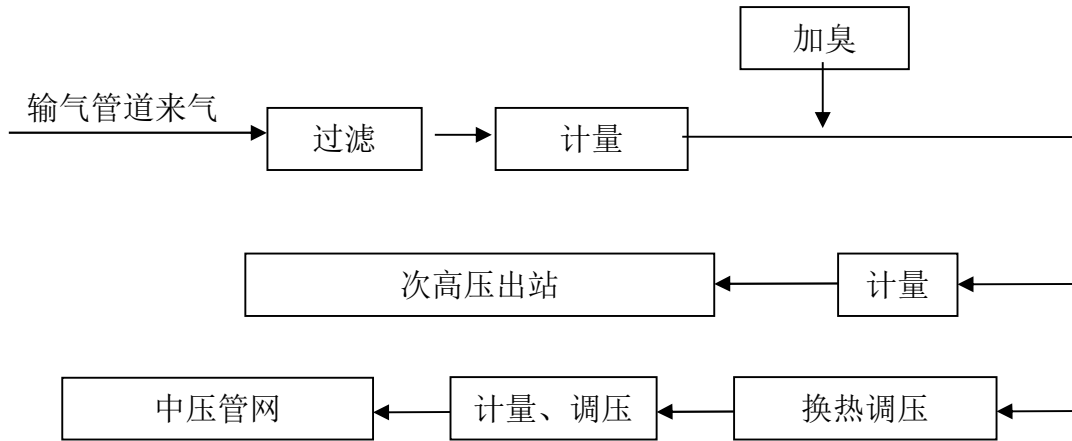 加臭
输气管道来气
过滤
计量
次高压出站
计量
中压管网
计量、调压
换热调压